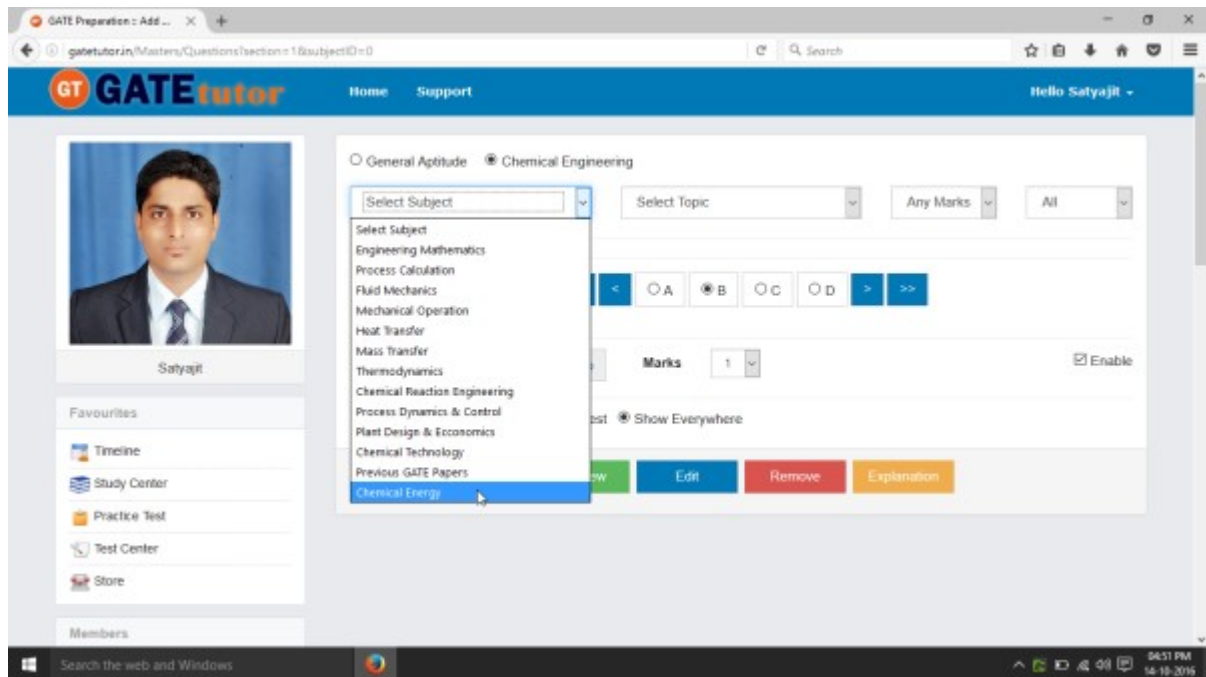 GATE Preparation :: Add ...
gatetutor.in/Masters/Questions?section=1&subjectID=0
Search
GT GATEtutor
Home Support
Hello Satyajit
General Aptitude Chemical Engineering
Select Subject Select Topic Any Marks All
Select Subject
Engineering Mathematics
Process Calculation
Fluid Mechanics
Mechanical Operation
Heat Transfer
Mass Transfer
Thermodynamics
Chemical Reaction Engineering
Process Dynamics & Control
Plant Design & Ecconomics
Chemical Technology
Previous GATE Papers
Chemical Energy
< A B C D > >>
Marks 1 Enable
est Show Everywhere
ew Edit Remove Explanation
Satyajit
Favourites
Timeline
Study Center
Practice Test
Test Center
Store
Members
Search the web and Windows
04:51 PM
14-10-2016